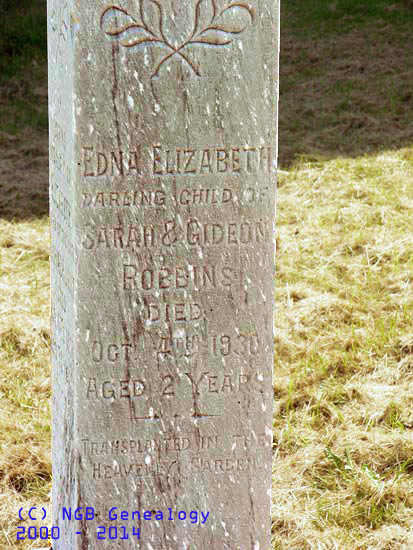 EDNA ELIZABETH
DARLING CHILD OF
SARAH & GIDEON
ROBBINS
DIED
OCT. 4TH 1930
AGED 2 YEARS.
TRANSPLANTED IN THE
HEAVENLY GARDEN.
(C) NGB Genealogy
2000 - 2014